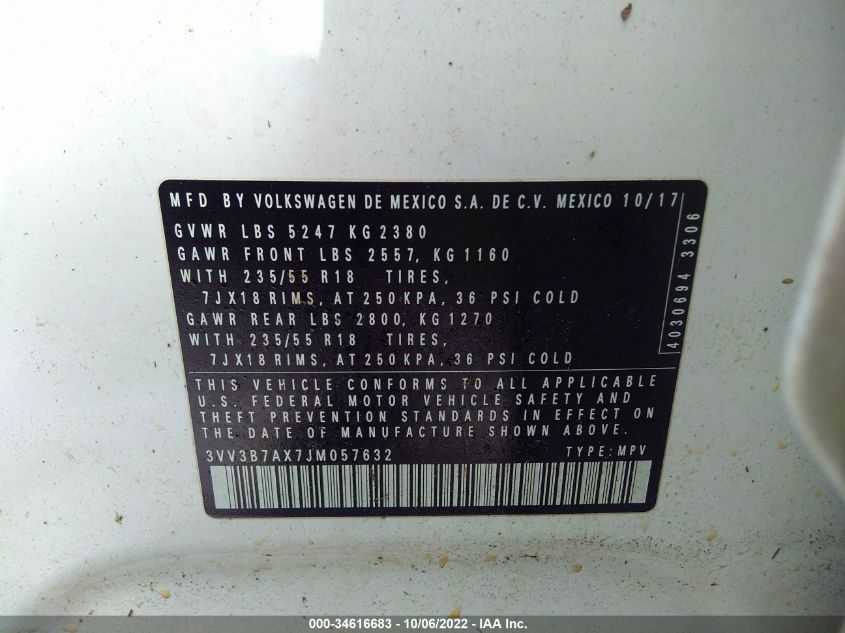 MFD BY VOLKSWAGEN DE MEXICO S.A. DE C.V. MEXICO 10/17
GVWR LBS 5247 KG 2380
GAWR FRONT LBS 2557, KG 1160
WITH 235/55 R18 TIRES,
7JX18 RIMS, AT 250 KPA, 36 PSI COLD
GAWR REAR LBS 2800, KG 1270
WITH 235/55 R18 TIRES,
7JX18 RIMS, AT 250 KPA, 36 PSI COLD
4030694 3306
THIS VEHICLE CONFORMS TO ALL APPLICABLE
U.S. FEDERAL MOTOR VEHICLE SAFETY AND
THEFT PREVENTION STANDARDS IN EFFECT ON
THE DATE OF MANUFACTURE SHOWN ABOVE.
3VV3B7AX7JM057632 TYPE: MPV
000-34616683 - 10/06/2022 - IAA Inc.